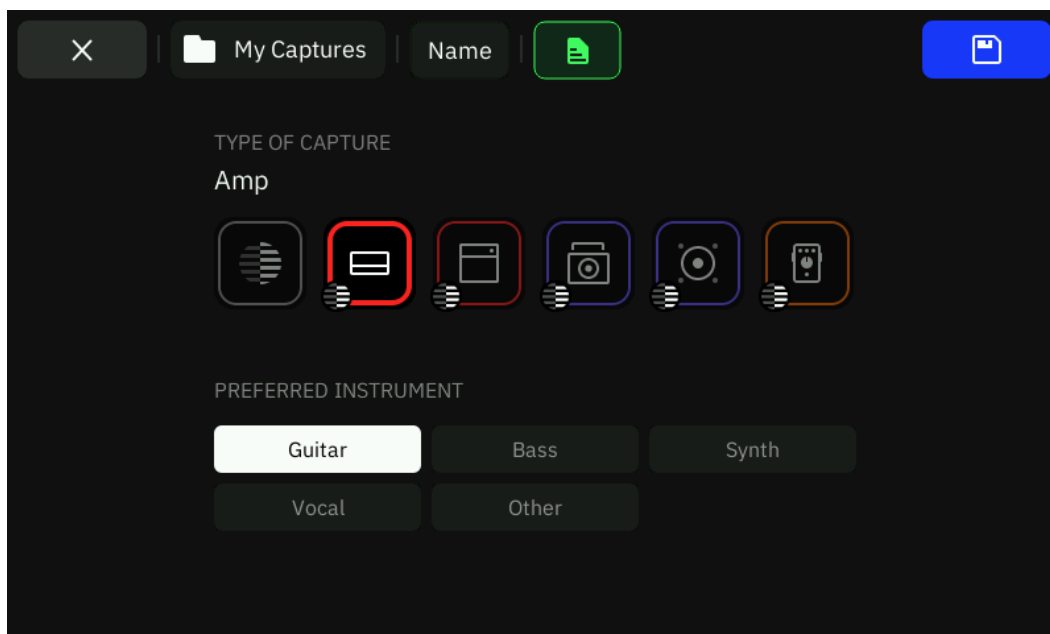 My Captures Name
TYPE OF CAPTURE
Amp
PREFERRED INSTRUMENT
Guitar Bass Synth
Vocal Other